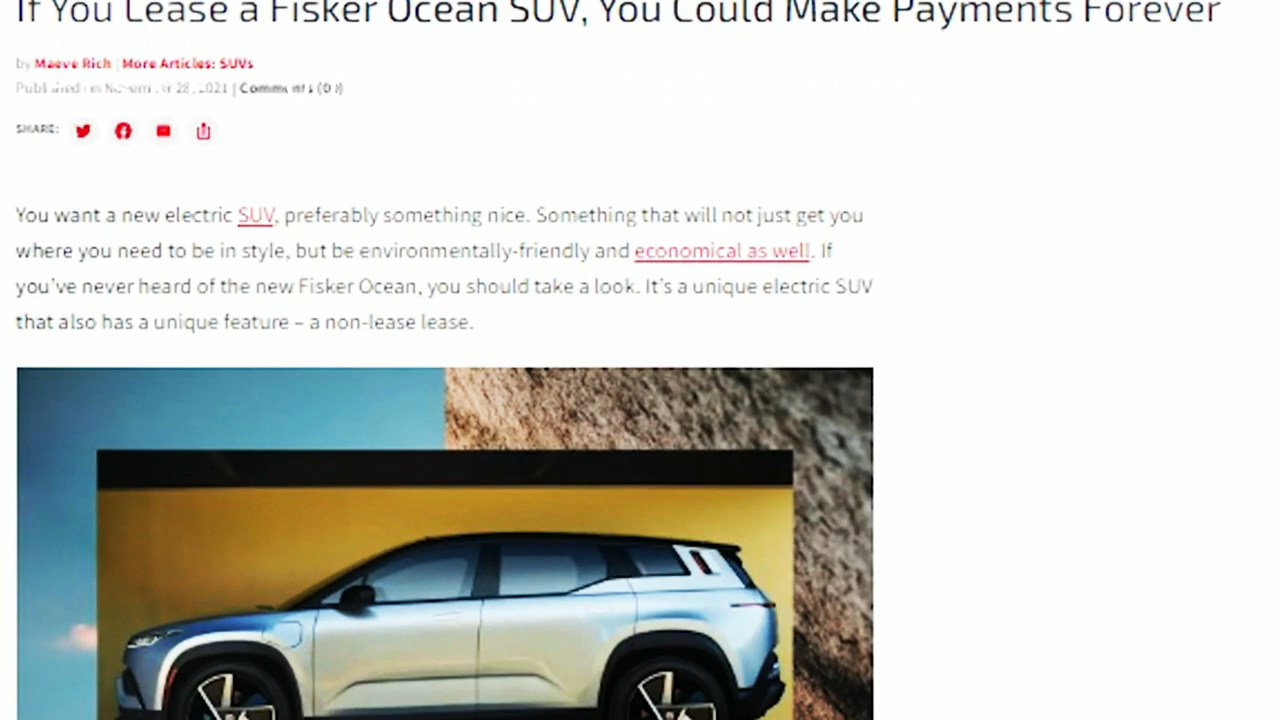 If You Lease a Fisker Ocean SUV, You Could Make Payments Forever
by Maeve Rich | More Articles: SUVs
28, 2021 |
SHARE:
You want a new electric SUV, preferably something nice. Something that will not just get you
where you need to be in style, but be environmentally-friendly and economical as well. If
you've never heard of the new Fisker Ocean, you should take a look. It's a unique electric SUV
that also has a unique feature – a non-lease lease.